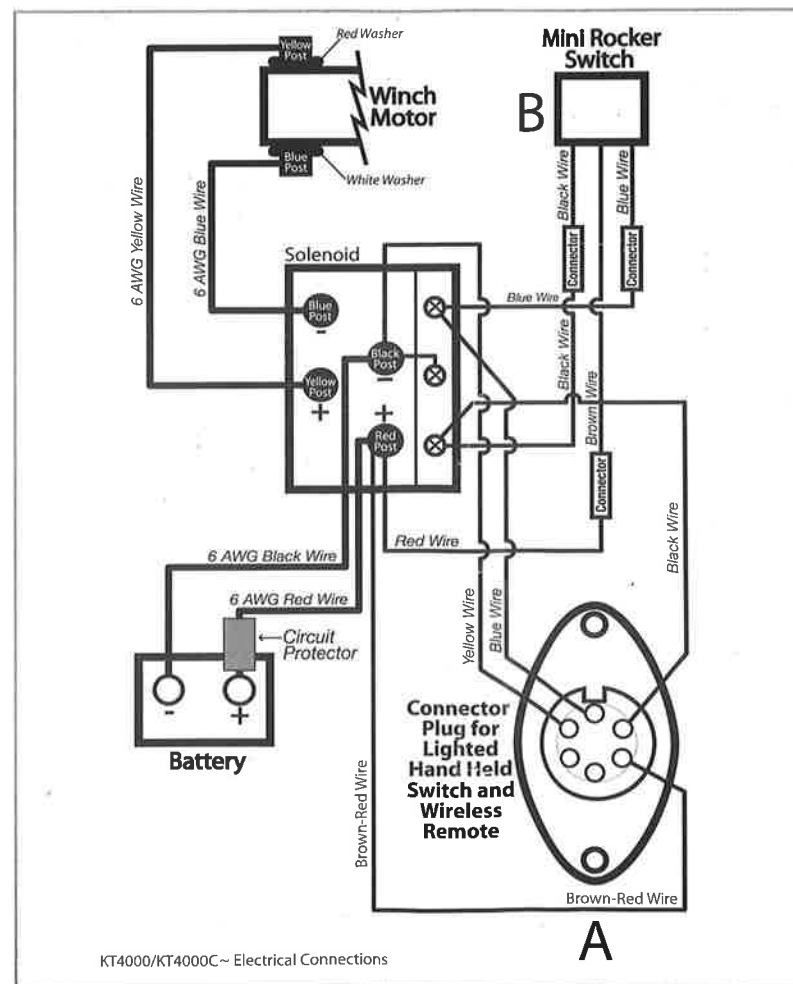 Yellow
Post
Red Washer
Winch
Motor
Blue
Post
White Washer
6 AWG Yellow Wire
6 AWG Blue Wire
Mini Rocker
Switch
B
Black Wire
Blue Wire
Connector
Connector
Solenoid
Blue
Post
-
Yellow
Post
+
Black
Post
-
+
Red
Post
Blue Wire
Black Wire
Brown Wire
Connector
Red Wire
Black Wire
6 AWG Black Wire
6 AWG Red Wire
Circuit
Protector
-
+
Battery
Yellow Wire
Blue Wire
Connector
Plug for
Lighted
Hand Held
Switch and
Wireless
Remote
Brown-Red Wire
Brown-Red Wire
A
KT4000/KT4000C~ Electrical Connections